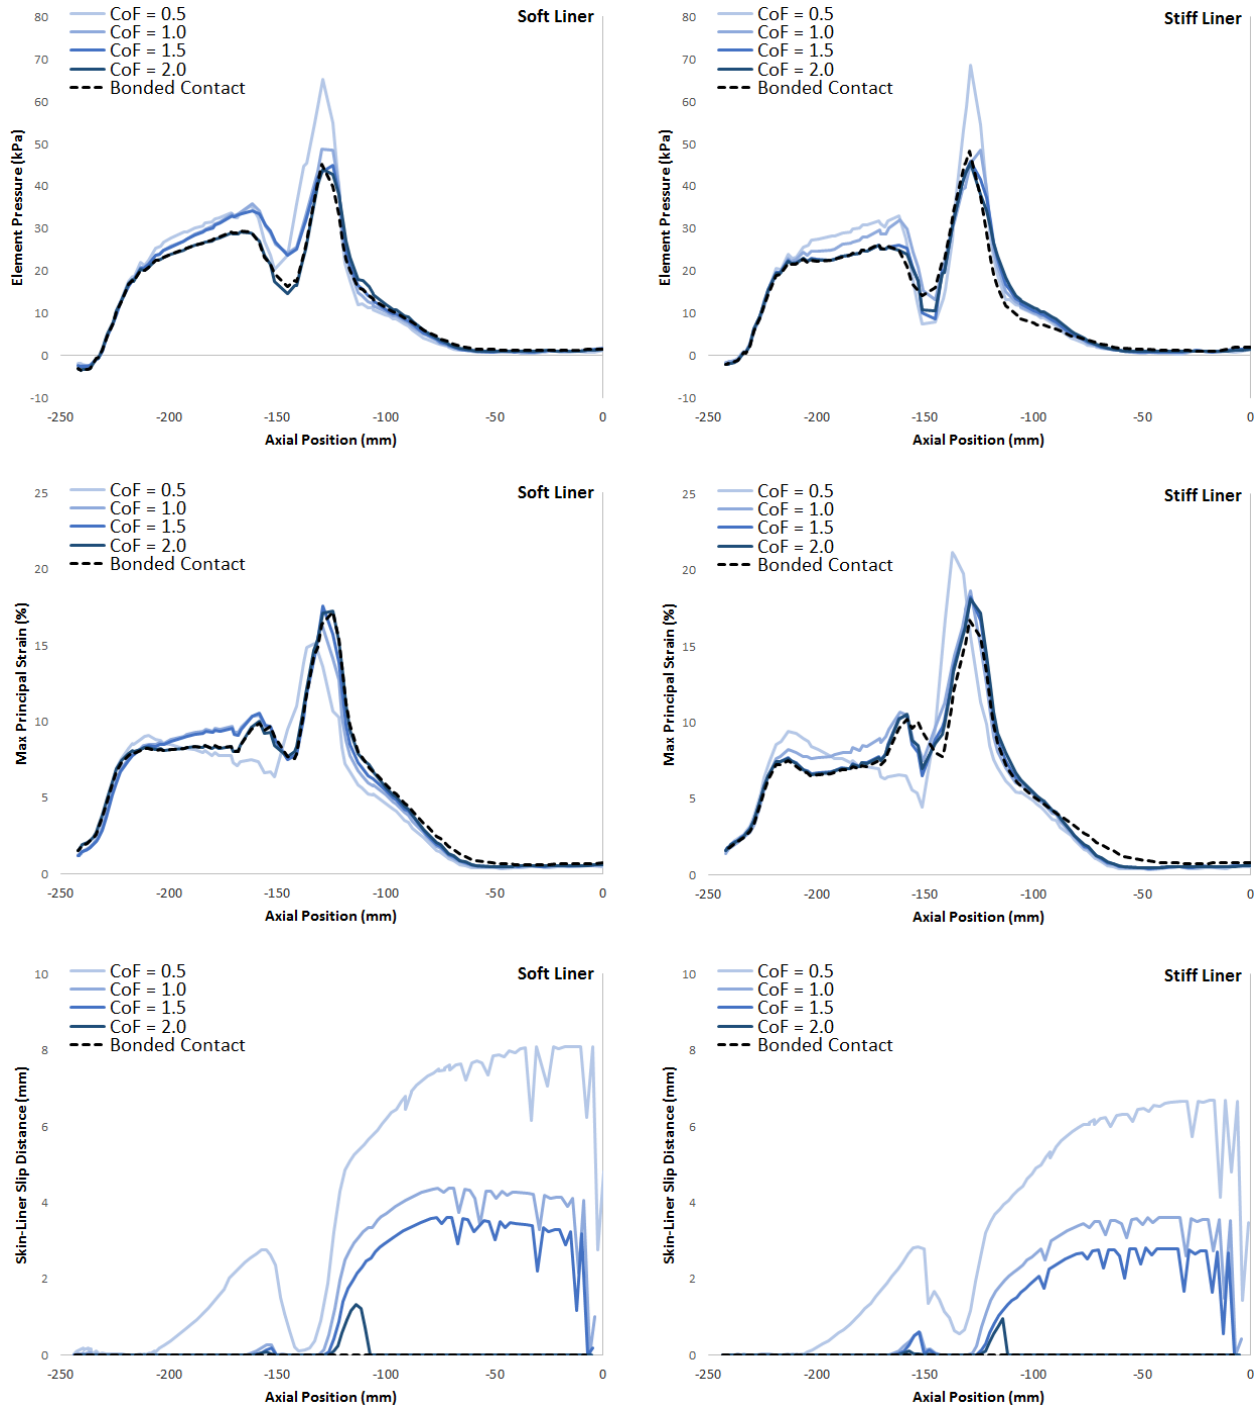 Soft Liner
CoF = 0.5
CoF = 1.0
CoF = 1.5
CoF = 2.0
Bonded Contact
80
70
60
50
40
30
20
10
0
-10
Element Pressure (kPa)
-250 -200 -150 -100 -50 0
Axial Position (mm)
Stiff Liner
CoF = 0.5
CoF = 1.0
CoF = 1.5
CoF = 2.0
Bonded Contact
80
70
60
50
40
30
20
10
0
-10
Element Pressure (kPa)
-250 -200 -150 -100 -50 0
Axial Position (mm)
Soft Liner
CoF = 0.5
CoF = 1.0
CoF = 1.5
CoF = 2.0
Bonded Contact
25
20
15
10
5
0
Max Principal Strain (%)
-250 -200 -150 -100 -50 0
Axial Position (mm)
Stiff Liner
CoF = 0.5
CoF = 1.0
CoF = 1.5
CoF = 2.0
Bonded Contact
25
20
15
10
5
0
Max Principal Strain (%)
-250 -200 -150 -100 -50 0
Axial Position (mm)
Soft Liner
CoF = 0.5
CoF = 1.0
CoF = 1.5
CoF = 2.0
Bonded Contact
10
8
6
4
2
0
Skin-Liner Slip Distance (mm)
-250 -200 -150 -100 -50 0
Axial Position (mm)
Stiff Liner
CoF = 0.5
CoF = 1.0
CoF = 1.5
CoF = 2.0
Bonded Contact
10
8
6
4
2
0
Skin-Liner Slip Distance (mm)
-250 -200 -150 -100 -50 0
Axial Position (mm)